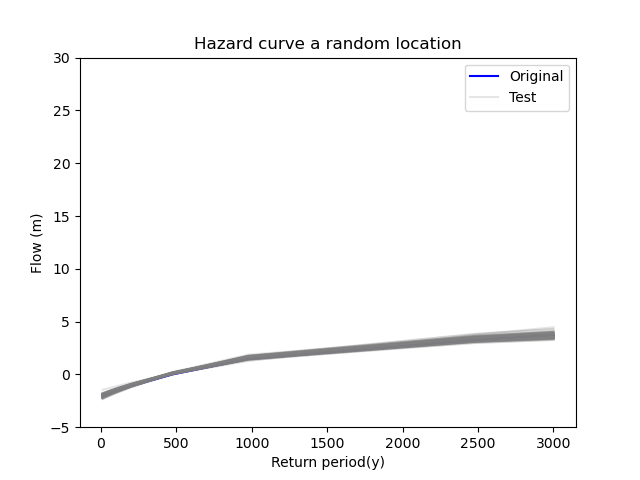 Hazard curve a random location
Original
Test
30
25
20
15
10
5
0
−5
Flow (m)
0 500 1000 1500 2000 2500 3000
Return period(y)